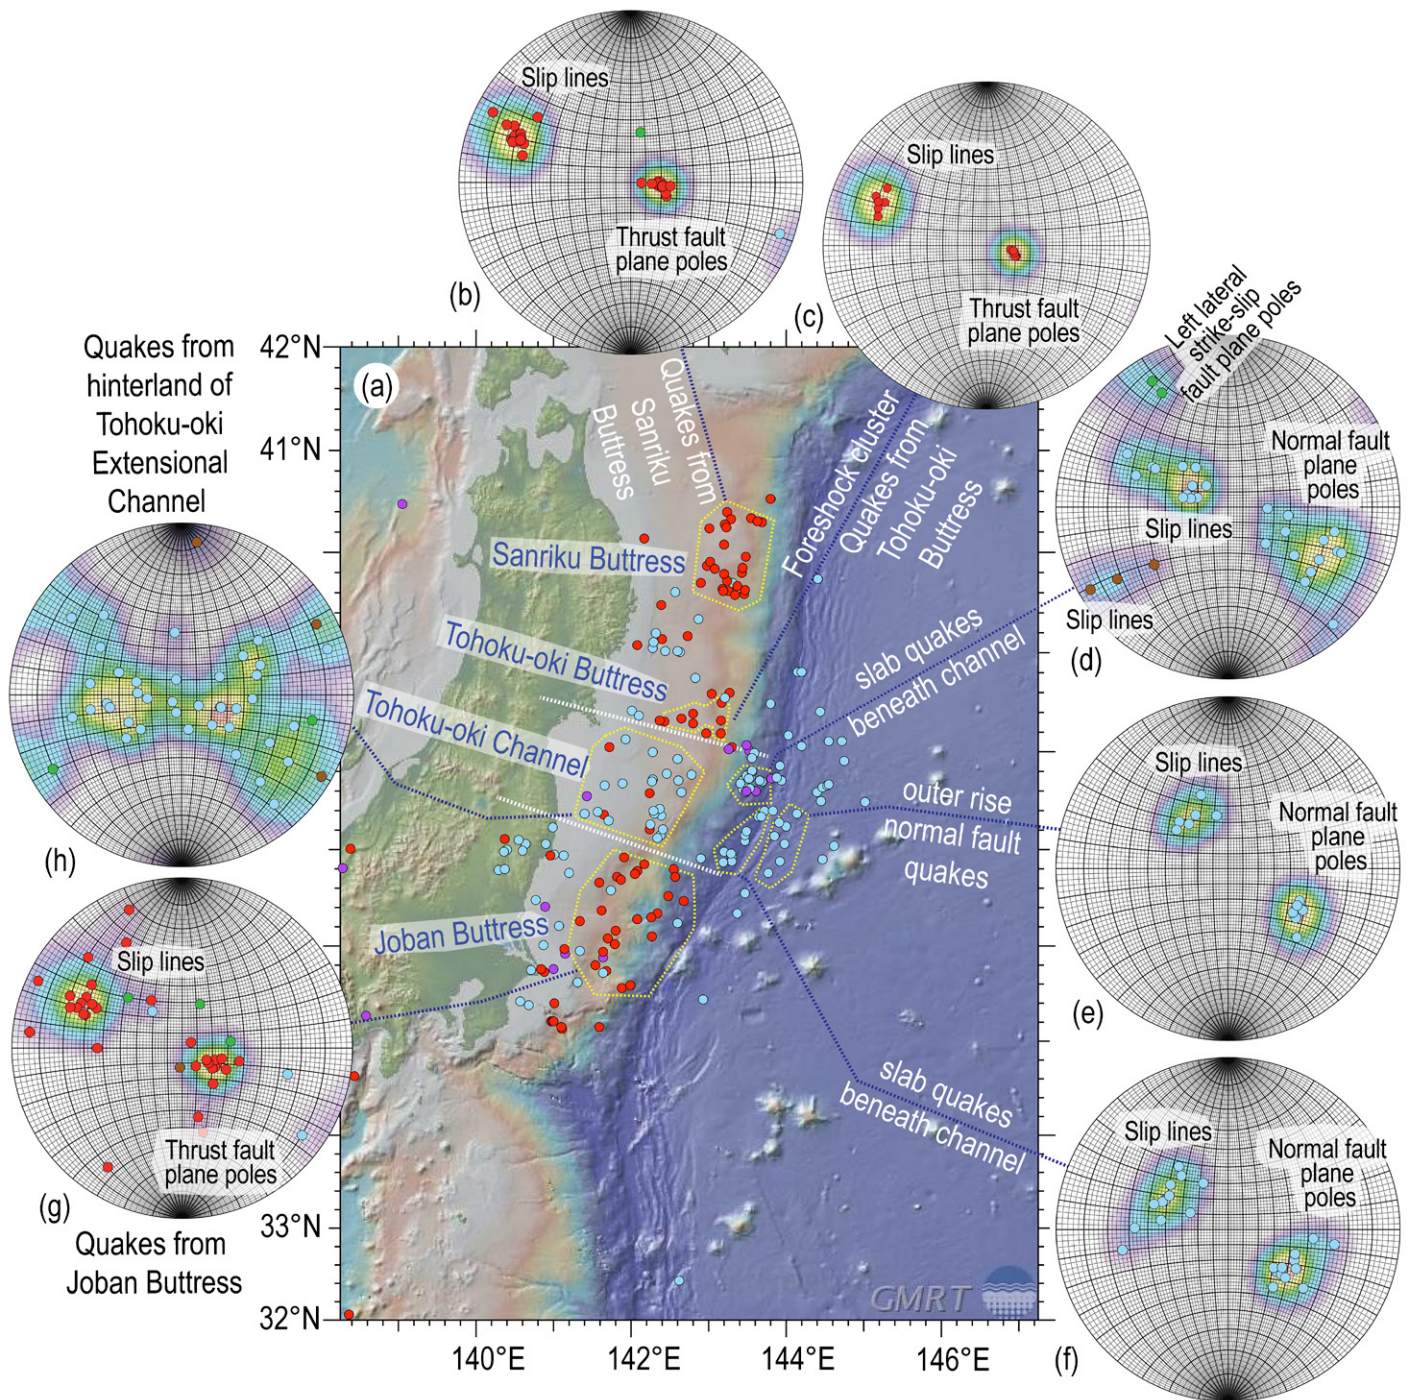 Slip lines
Thrust fault
plane poles
(b)
Slip lines
Thrust fault
plane poles
(c)
Left lateral
strike-slip
fault plane poles
Normal fault
plane
poles
Slip lines
Slip lines
(d)
Slip lines
Normal fault
plane
poles
(e)
Slip lines
Normal fault
plane
poles
(f)
Quakes from
hinterland of
Tohoku-oki
Extensional
Channel
(h)
Slip lines
Thrust fault
plane poles
(g)
Quakes from
Joban Buttress
(a)
42°N
41°N
33°N
32°N
140°E
142°E
144°E
146°E
Quakes from
Sanriku
Buttress
Foreshock cluster
Quakes from
Tohoku-oki
Buttress
Sanriku Buttress
Tohoku-oki Buttress
Tohoku-oki Channel
Joban Buttress
slab quakes
beneath channel
outer rise
normal fault
quakes
slab quakes
beneath channel
GMRT